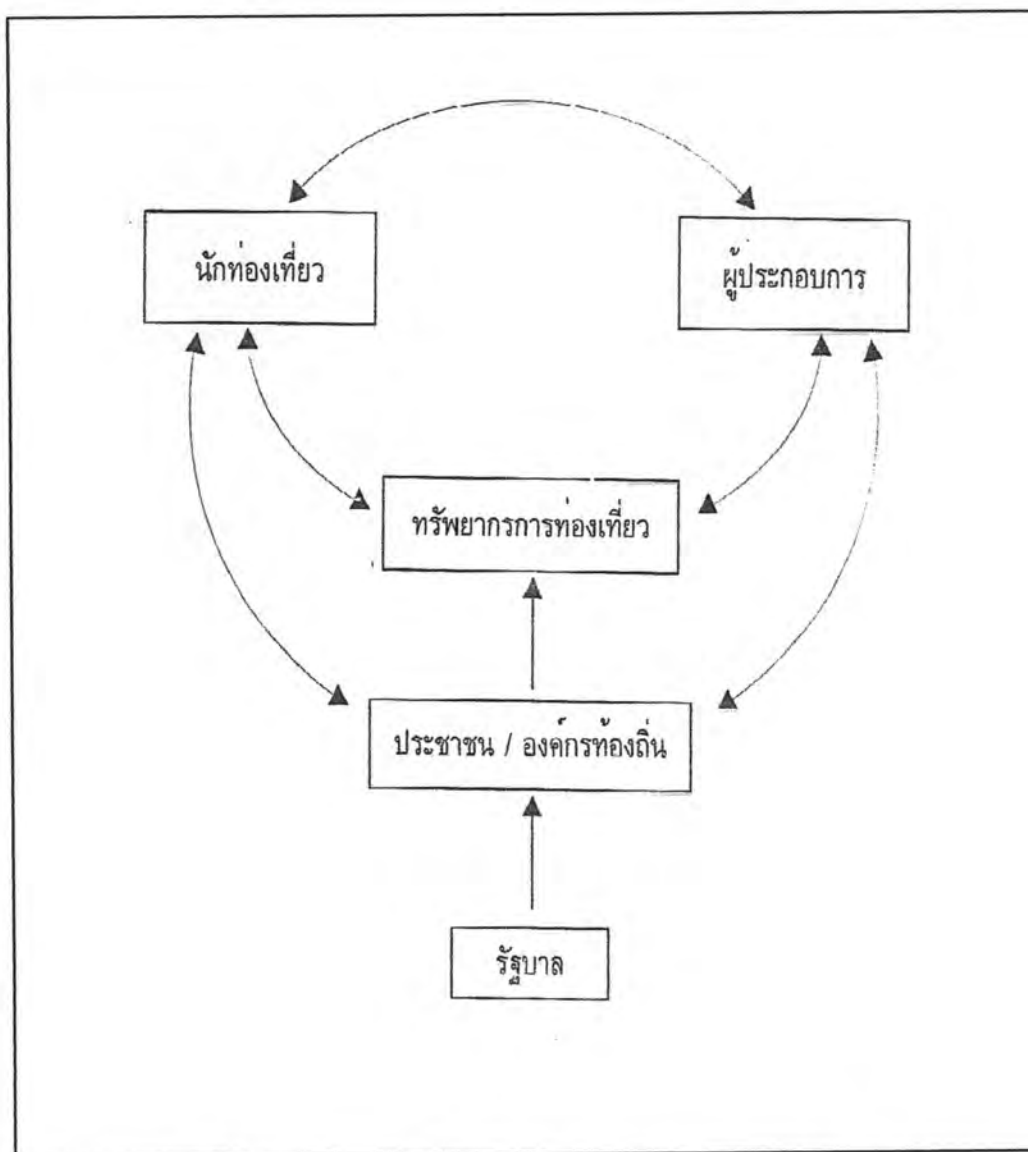 นักท่องเที่ยว
ผู้ประกอบการ
ทรัพยากรการท่องเที่ยว
ประชาชน / องค์กรท้องถิ่น
รัฐบาล